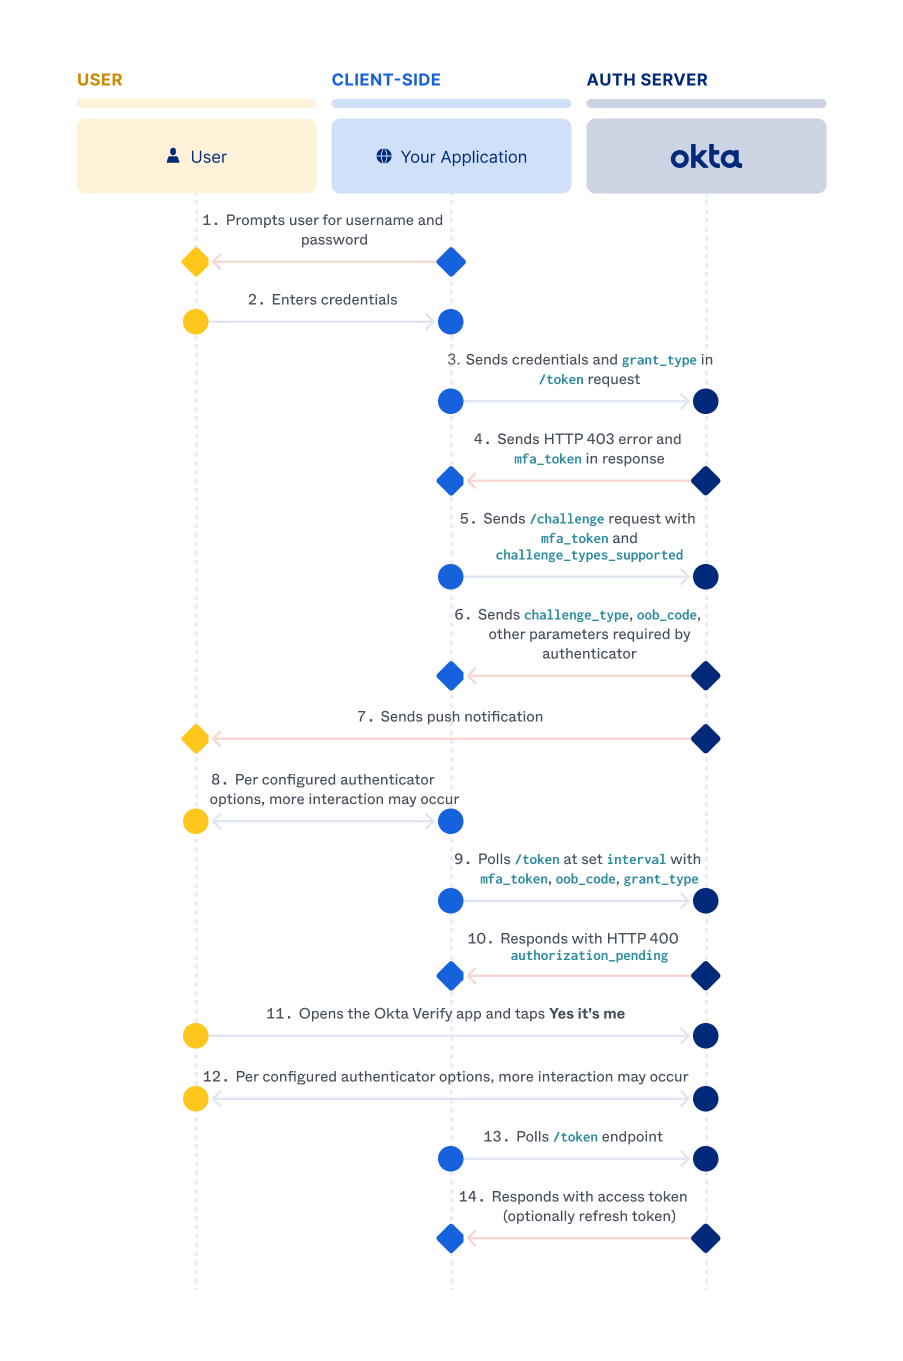 USER
CLIENT-SIDE
AUTH SERVER
User
Your Application
okta
1. Prompts user for username and
password
2. Enters credentials
3. Sends credentials and grant_type in
/token request
4. Sends HTTP 403 error and
mfa_token in response
5. Sends /challenge request with
mfa_token and
challenge_types_supported
6. Sends challenge_type, oob_code,
other parameters required by
authenticator
7. Sends push notification
8. Per configured authenticator
options, more interaction may occur
9. Polls /token at set interval with
mfa_token, oob_code, grant_type
10. Responds with HTTP 400
authorization_pending
11. Opens the Okta Verify app and taps Yes it's me
12. Per configured authenticator options, more interaction may occur
13. Polls /token endpoint
14. Responds with access token
(optionally refresh token)